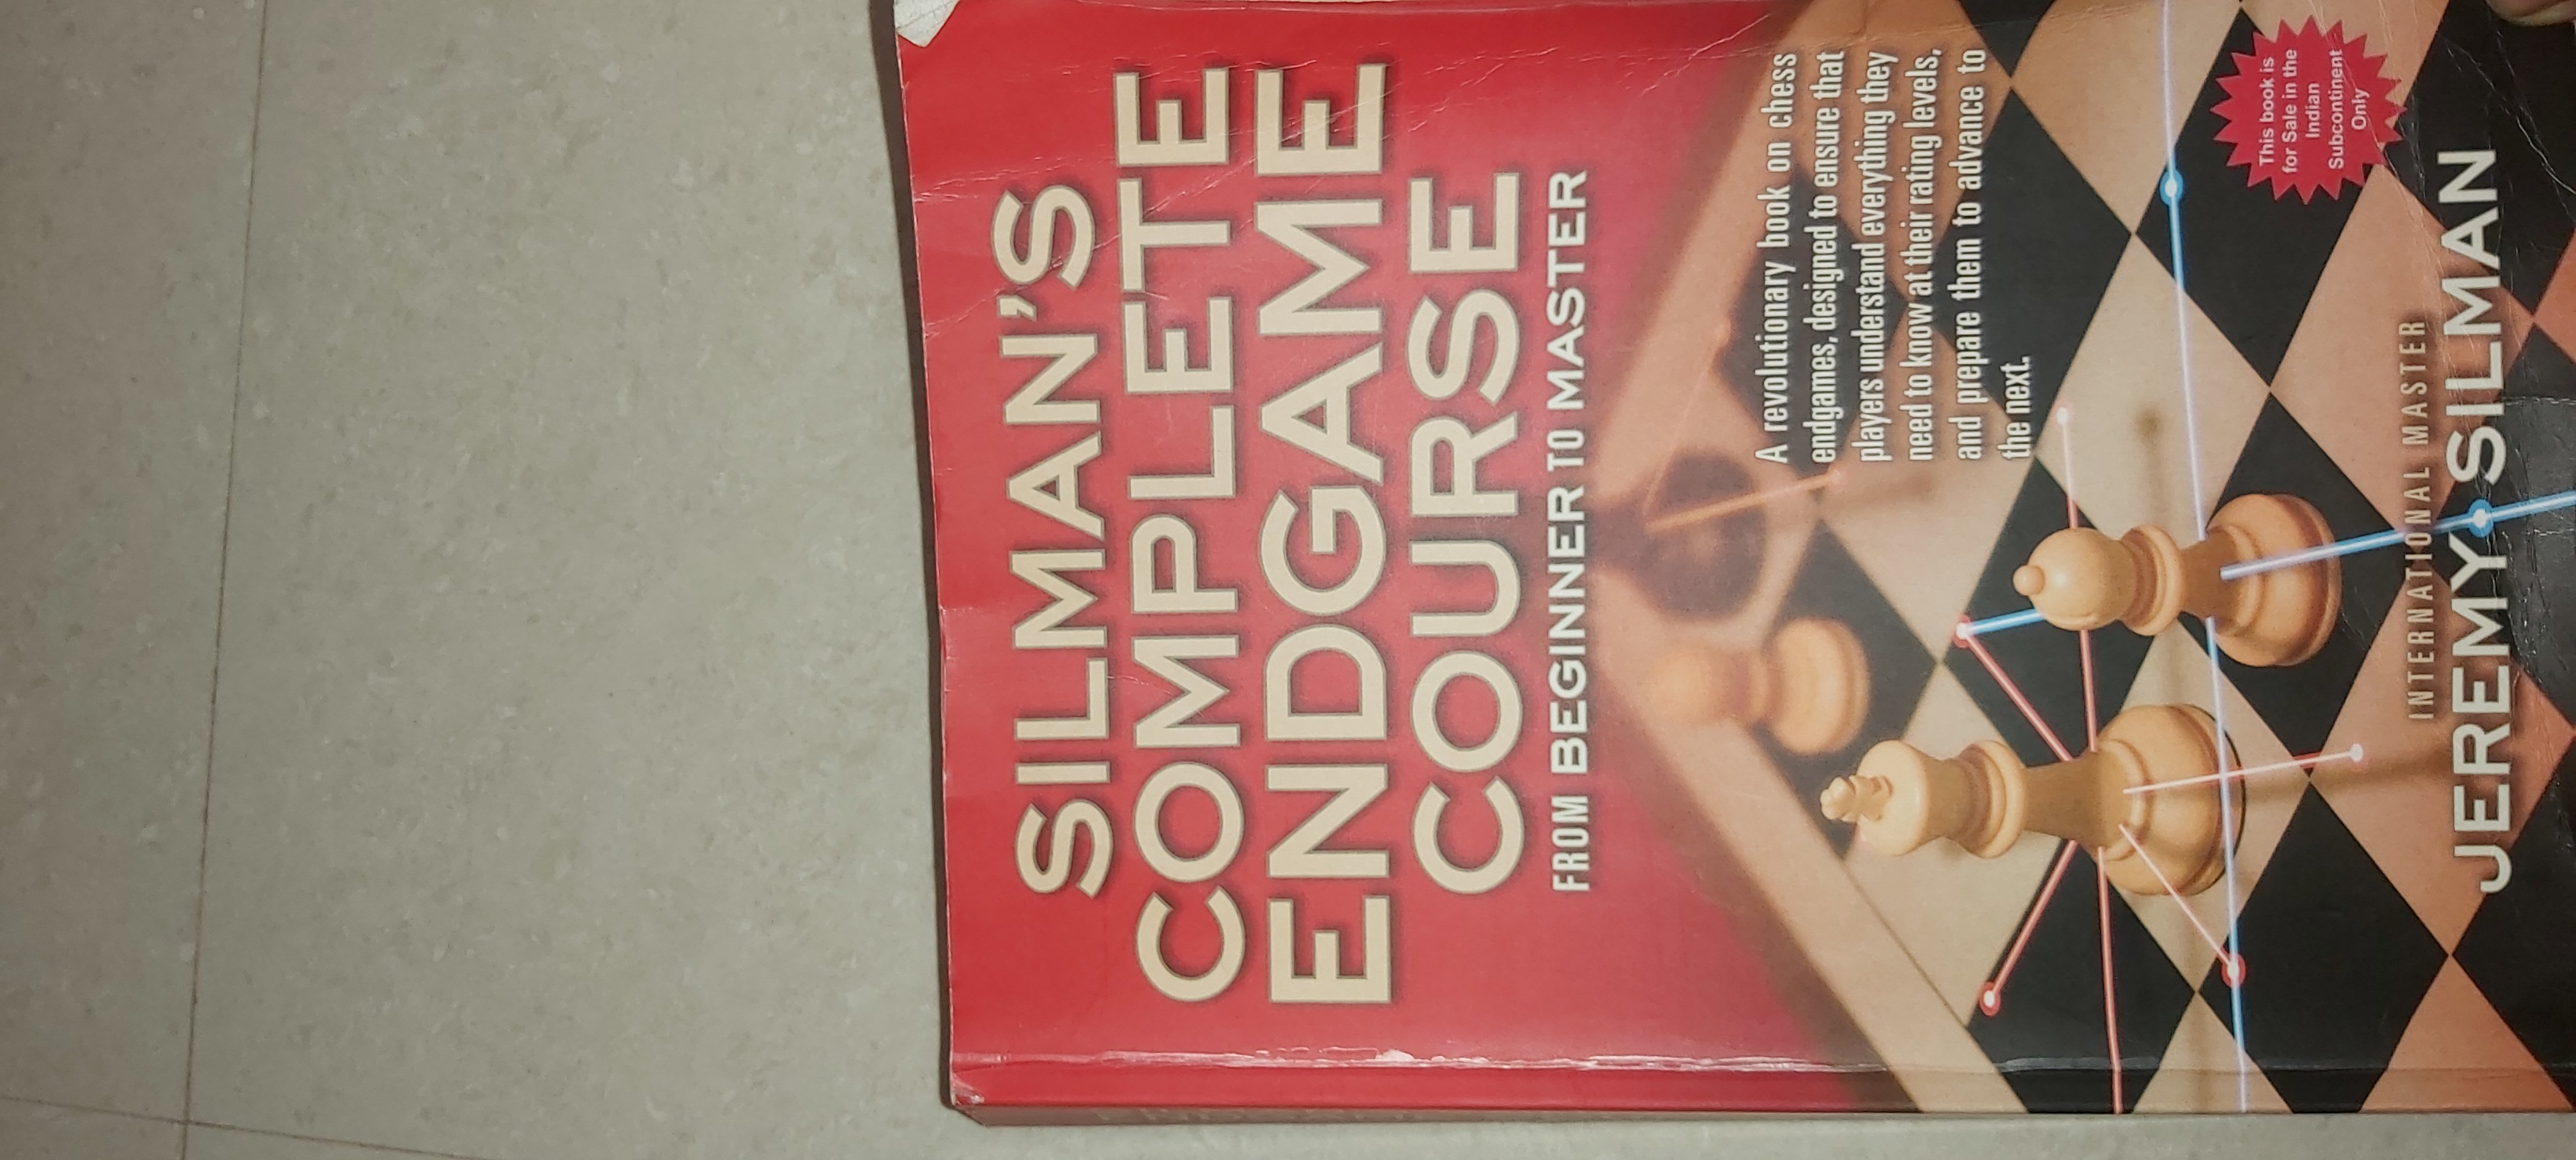 SILMAN'S
COMPLETE
ENDGAME
COURSE
FROM BEGINNER TO MASTER
A revolutionary book on chess
endgames, designed to ensure that
players understand everything they
need to know at their rating levels,
and prepare them to advance to
the next.
This book is
for Sale in the
Indian
Subcontinent
Only
INTERNATIONAL MASTER
JEREMY SILMAN